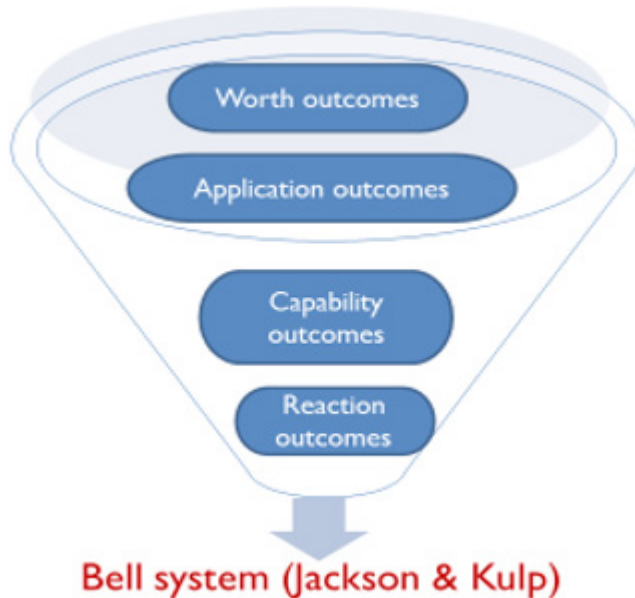 Worth outcomes
Application outcomes
Capability
outcomes
Reaction
outcomes
Bell system (Jackson & Kulp)